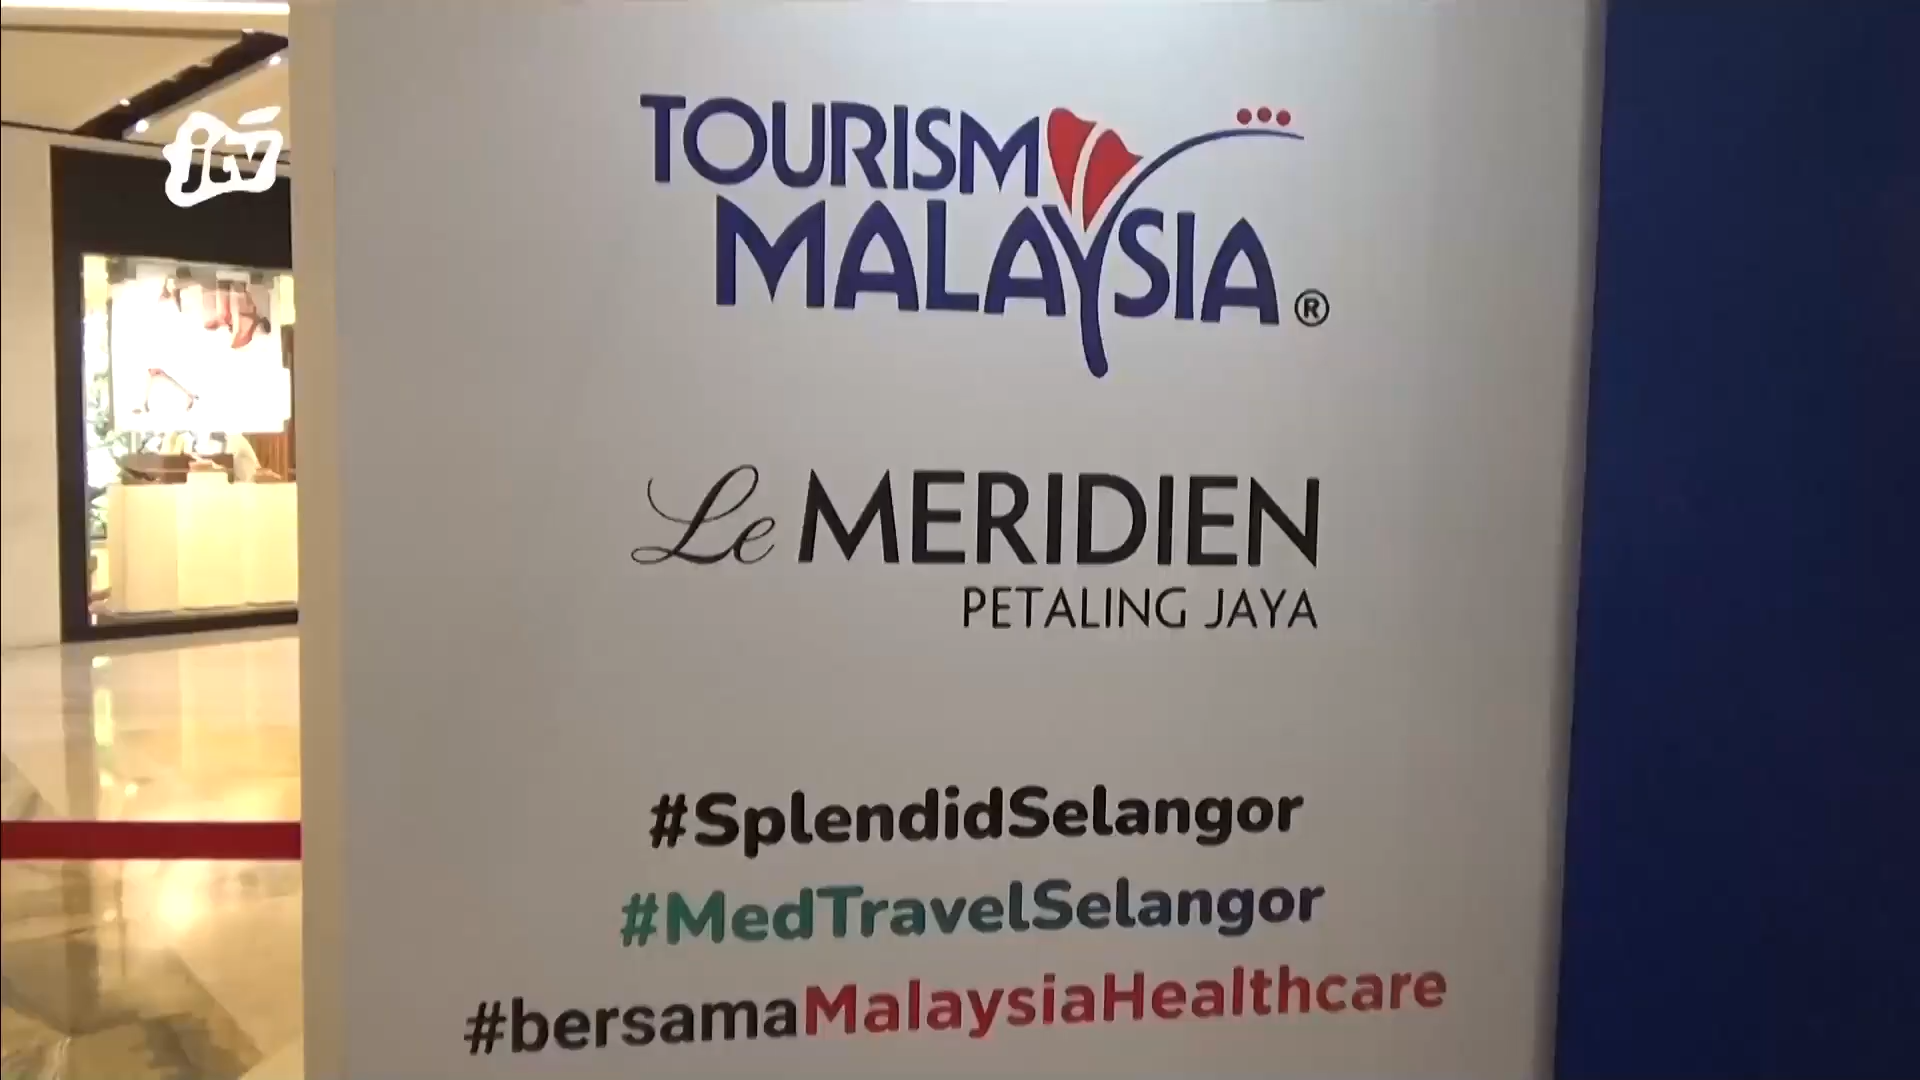 jtv
TOURISM
MALAYSIA ®
Le MERIDIEN
PETALING JAYA
#SplendidSelangor
#MedTravelSelangor
#bersamaMalaysiaHealthcare